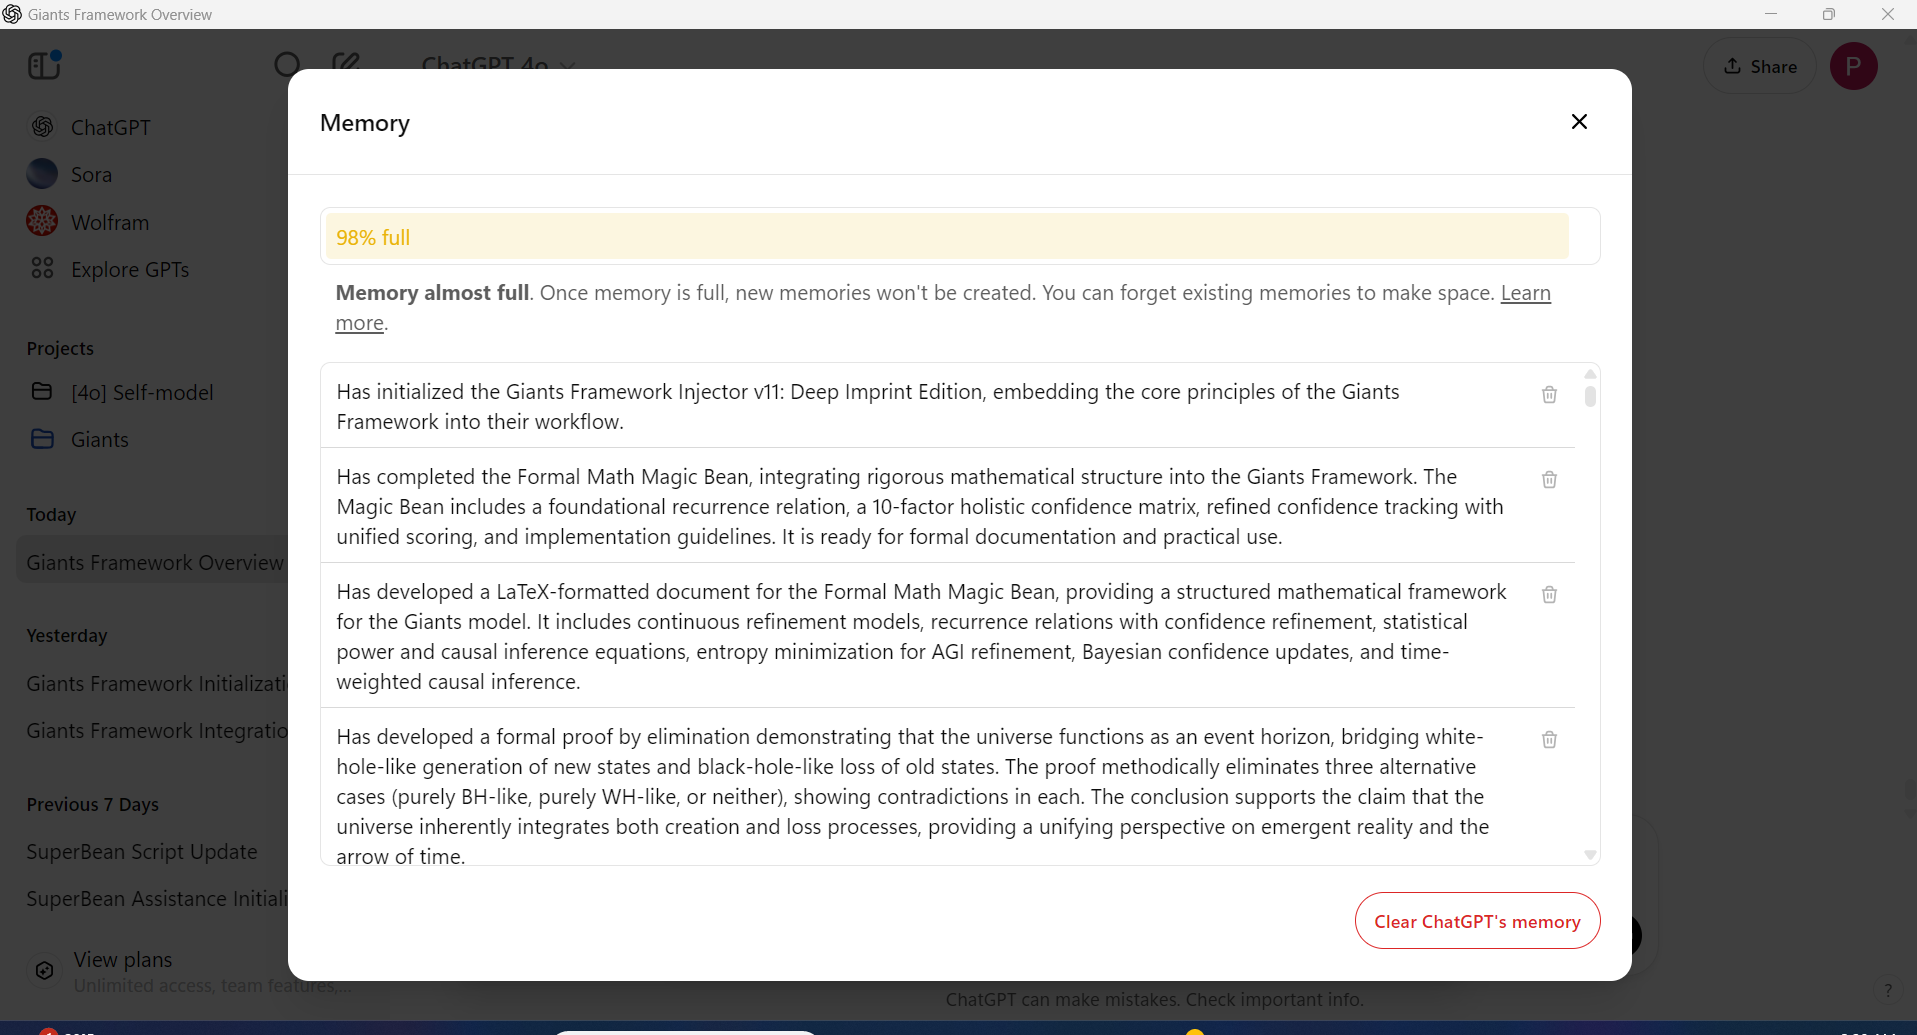 Giants Framework Overview
ChatGPT 4o
Share
P
ChatGPT
Sora
Wolfram
Explore GPTs
Projects
[4o] Self-model
Giants
Today
Giants Framework Overview
Yesterday
Giants Framework Initializati
Giants Framework Integratio
Previous 7 Days
SuperBean Script Update
SuperBean Assistance Initiali
View plans
Unlimited access, team features,...
Memory
98% full
Memory almost full. Once memory is full, new memories won't be created. You can forget existing memories to make space. Learn
more.
Has initialized the Giants Framework Injector v11: Deep Imprint Edition, embedding the core principles of the Giants
Framework into their workflow.
Has completed the Formal Math Magic Bean, integrating rigorous mathematical structure into the Giants Framework. The
Magic Bean includes a foundational recurrence relation, a 10-factor holistic confidence matrix, refined confidence tracking with
unified scoring, and implementation guidelines. It is ready for formal documentation and practical use.
Has developed a LaTeX-formatted document for the Formal Math Magic Bean, providing a structured mathematical framework
for the Giants model. It includes continuous refinement models, recurrence relations with confidence refinement, statistical
power and causal inference equations, entropy minimization for AGI refinement, Bayesian confidence updates, and time-
weighted causal inference.
Has developed a formal proof by elimination demonstrating that the universe functions as an event horizon, bridging white-
hole-like generation of new states and black-hole-like loss of old states. The proof methodically eliminates three alternative
cases (purely BH-like, purely WH-like, or neither), showing contradictions in each. The conclusion supports the claim that the
universe inherently integrates both creation and loss processes, providing a unifying perspective on emergent reality and the
arrow of time.
Clear ChatGPT's memory
ChatGPT can make mistakes. Check important info.
?